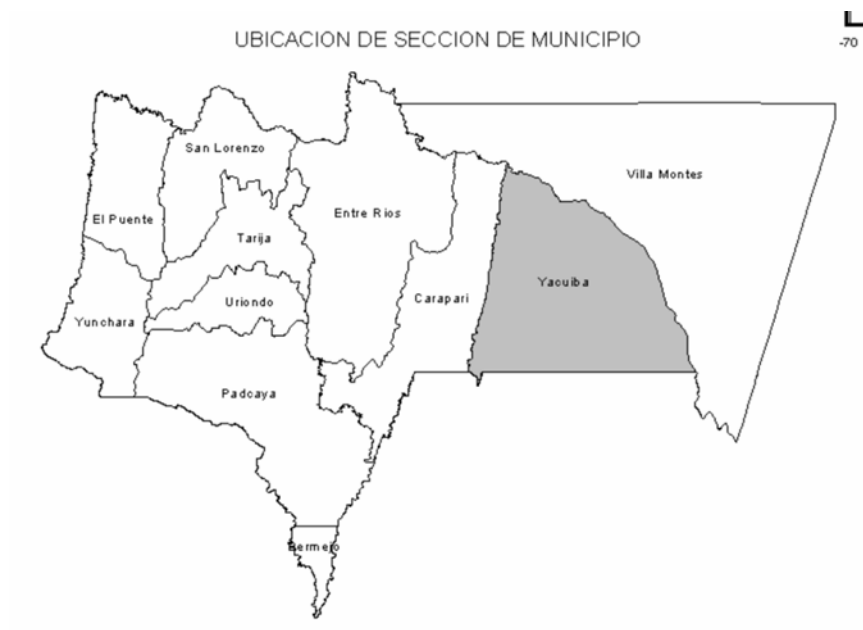 UBICACION DE SECCION DE MUNICIPIO
-70
San Lorenzo
Villa Montes
El Puente
Entre Rios
Tarija
Yacuiba
Carapari
Uriondo
Yunchara
Padcaya
Bermejo